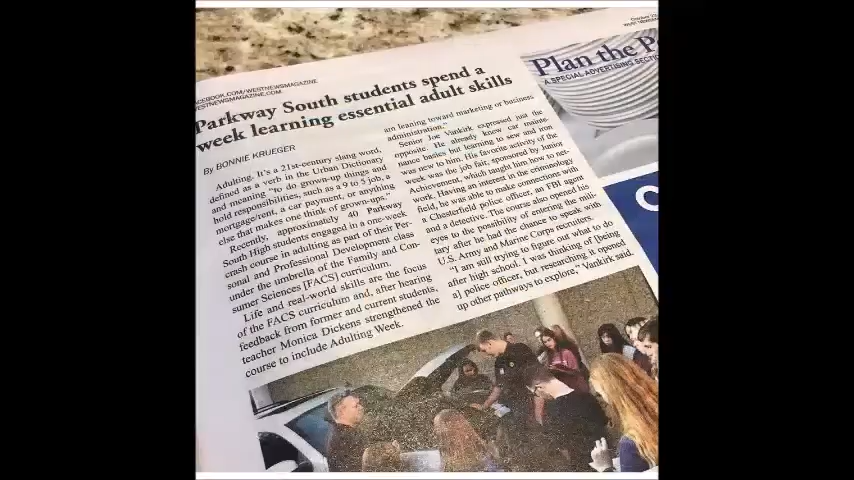 FACEBOOK.COM/WESTNEWSMAGAZINE
WESTNEWSMAGAZINE.COM
Parkway South students spend a
week learning essential adult skills
By BONNIE KRUEGER
Adulting. It's a 21st-century slang word,
defined as a verb in the Urban Dictionary
and meaning "to do grown-up things and
hold responsibilities, such as a 9 to 5 job, a
mortgage/rent, a car payment, or anything
else that makes one think of grown-ups."
Recently, approximately 40 Parkway
South High students engaged in a one-week
crash course in adulting as part of their Per-
sonal and Professional Development class
under the umbrella of the Family and Con-
sumer Sciences [FACS] curriculum.
Life and real-world skills are the focus
of the FACS curriculum and, after hearing
feedback from former and current students,
teacher Monica Dickens strengthened the
course to include Adulting Week.
am leaning toward marketing or business
administration."
Senior Joe Vankirk expressed just the
opposite. He already knew car mainte-
nance basics but learning to sew and iron
was new to him. His favorite activity of the
week was the job fair, sponsored by Junior
Achievement, which taught him how to net-
work. Having an interest in the criminology
field, he was able to make connections with
a Chesterfield police officer, an FBI agent
and a detective. The course also opened his
eyes to the possibility of entering the mili-
tary after he had the chance to speak with
U.S. Army and Marine Corps recruiters.
"I am still trying to figure out what to do
after high school. I was thinking of [being
a] police officer, but researching it opened
up other pathways to explore," Vankirk said.
October
Plan the P
A SPECIAL ADVERTISING SECTI
C